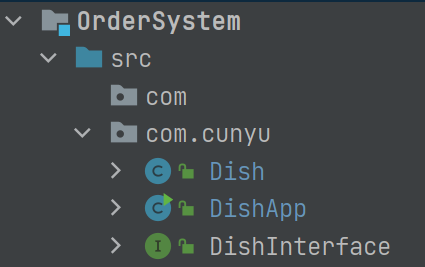 OrderSystem
src
com
com.cunyu
C Dish
C DishApp
I DishInterface